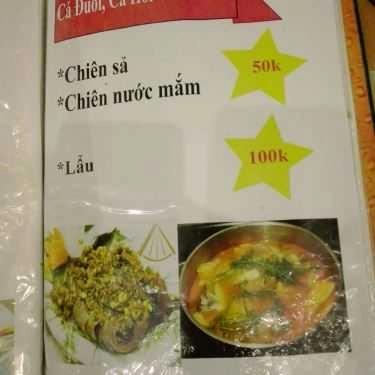 Cá Đuối, Cá
*Chiên sả
50k
*Chiên nước mắm
*Lẩu
100k